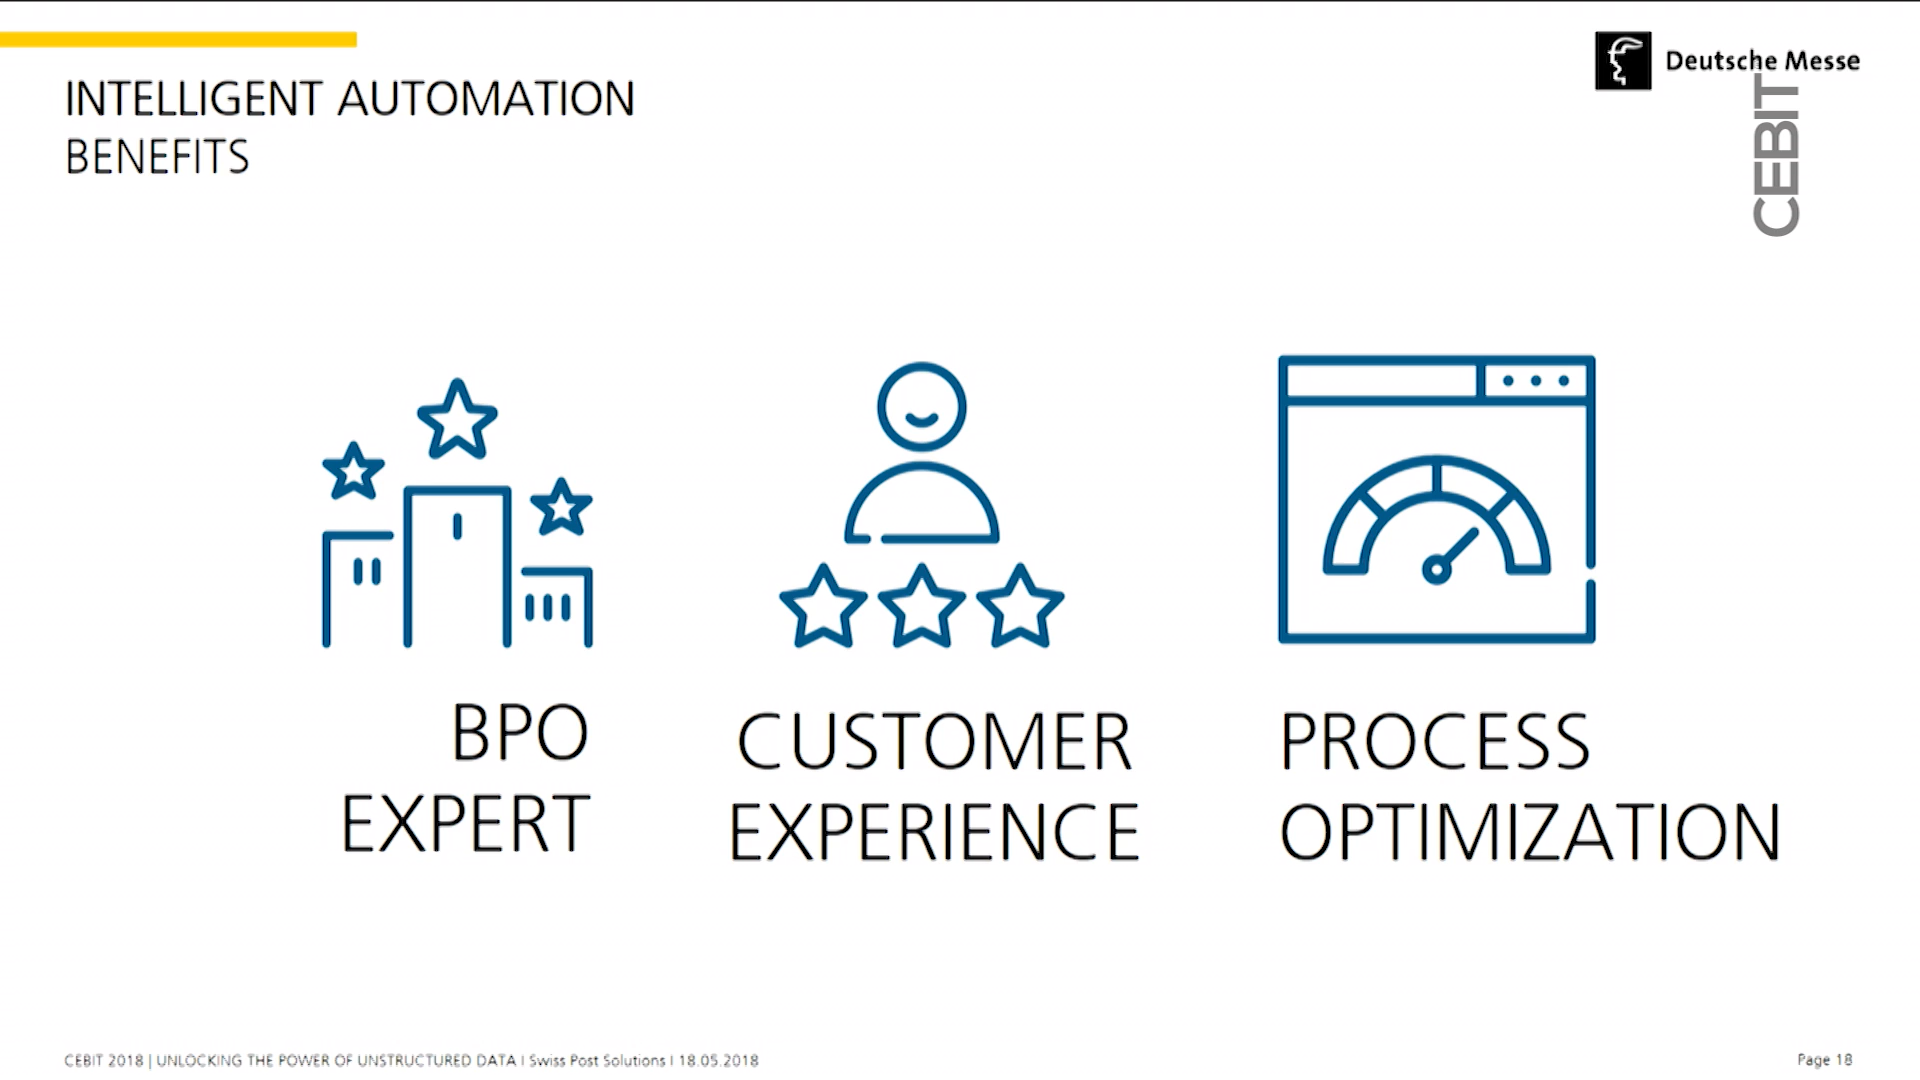 INTELLIGENT AUTOMATION
BENEFITS
Deutsche Messe
CEBIT
BPO
EXPERT
CUSTOMER
EXPERIENCE
PROCESS
OPTIMIZATION
CEBIT 2018 | UNLOCKING THE POWER OF UNSTRUCTURED DATA I Swiss Post Solutions I 18.05.2018
Page 18